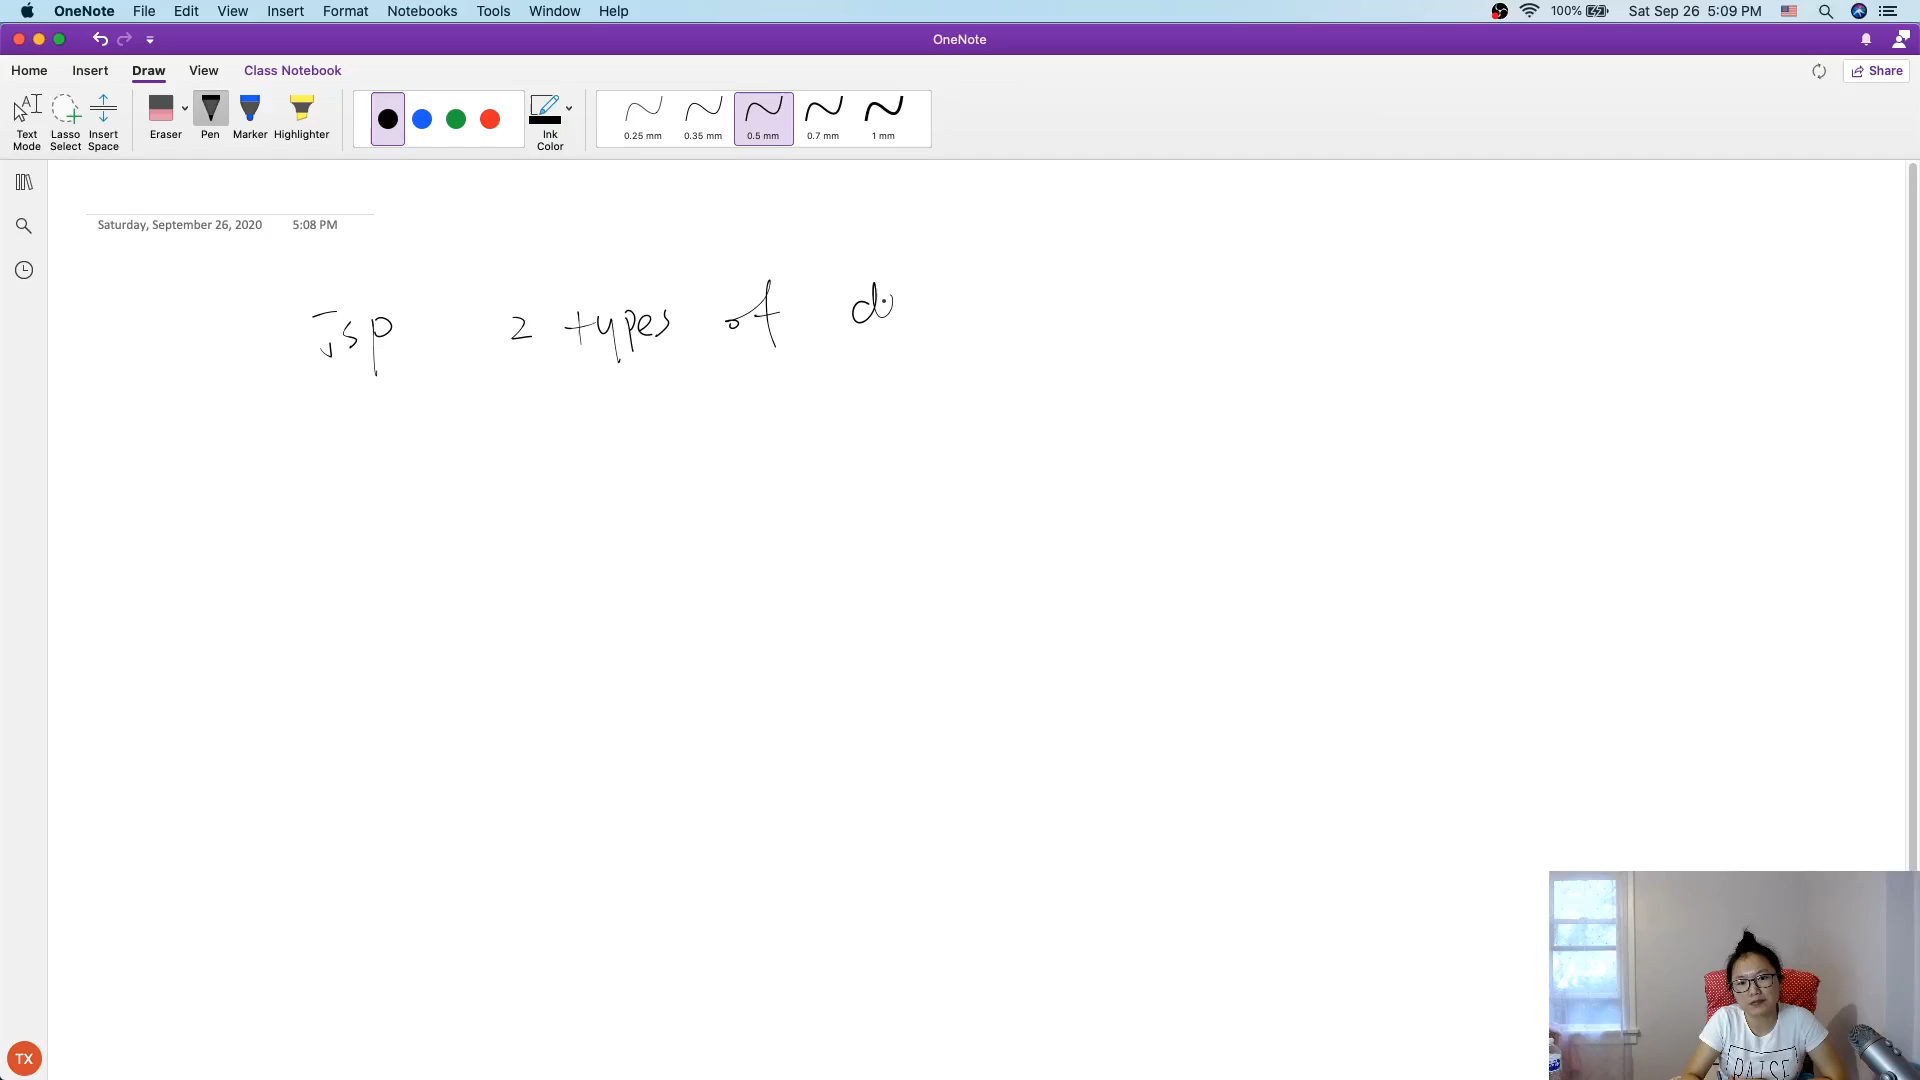 OneNote File Edit View Insert Format Notebooks Tools Window Help 100% Sat Sep 26 5:09 PM
OneNote
Home Insert Draw View Class Notebook Share
Text Mode Lasso Select Insert Space Eraser Pen Marker Highlighter Ink Color 0.25 mm 0.35 mm 0.5 mm 0.7 mm 1 mm
Saturday, September 26, 2020 5:08 PM
Jsp 2 types of do
RAISE
TX